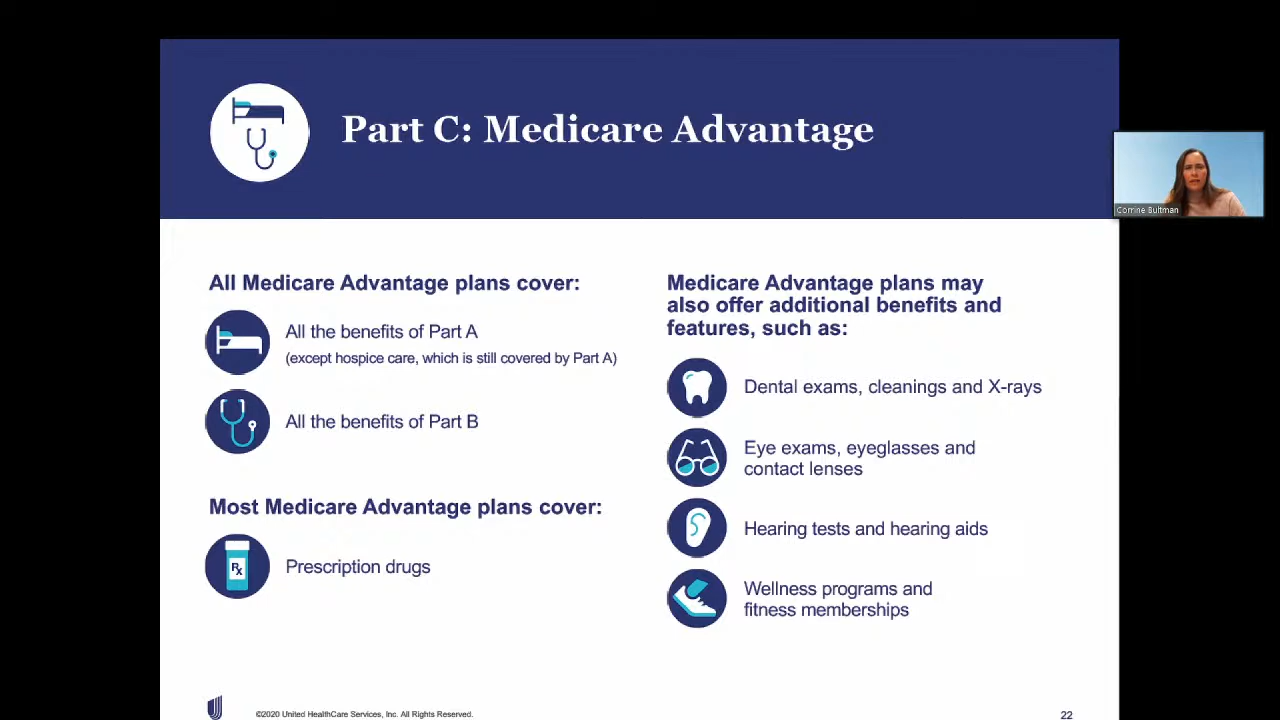 Part C: Medicare Advantage
Corrine Bultman
All Medicare Advantage plans cover:
All the benefits of Part A
(except hospice care, which is still covered by Part A)
All the benefits of Part B
Most Medicare Advantage plans cover:
Rx
Prescription drugs
Medicare Advantage plans may
also offer additional benefits and
features, such as:
Dental exams, cleanings and X-rays
Eye exams, eyeglasses and
contact lenses
Hearing tests and hearing aids
Wellness programs and
fitness memberships
©2020 United HealthCare Services, Inc. All Rights Reserved.
22